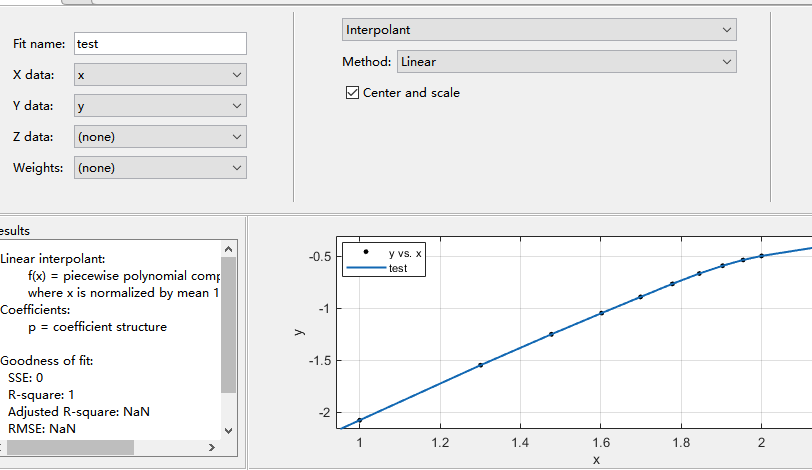 Fit name: test
X data: x
Y data: y
Z data: (none)
Weights: (none)
Interpolant
Method: Linear
Center and scale
esults
Linear interpolant:
f(x) = piecewise polynomial comp
where x is normalized by mean 1
Coefficients:
p = coefficient structure
Goodness of fit:
SSE: 0
R-square: 1
Adjusted R-square: NaN
RMSE: NaN
y vs. x
test
-0.5
-1
-1.5
-2
y
1 1.2 1.4 1.6 1.8 2
x